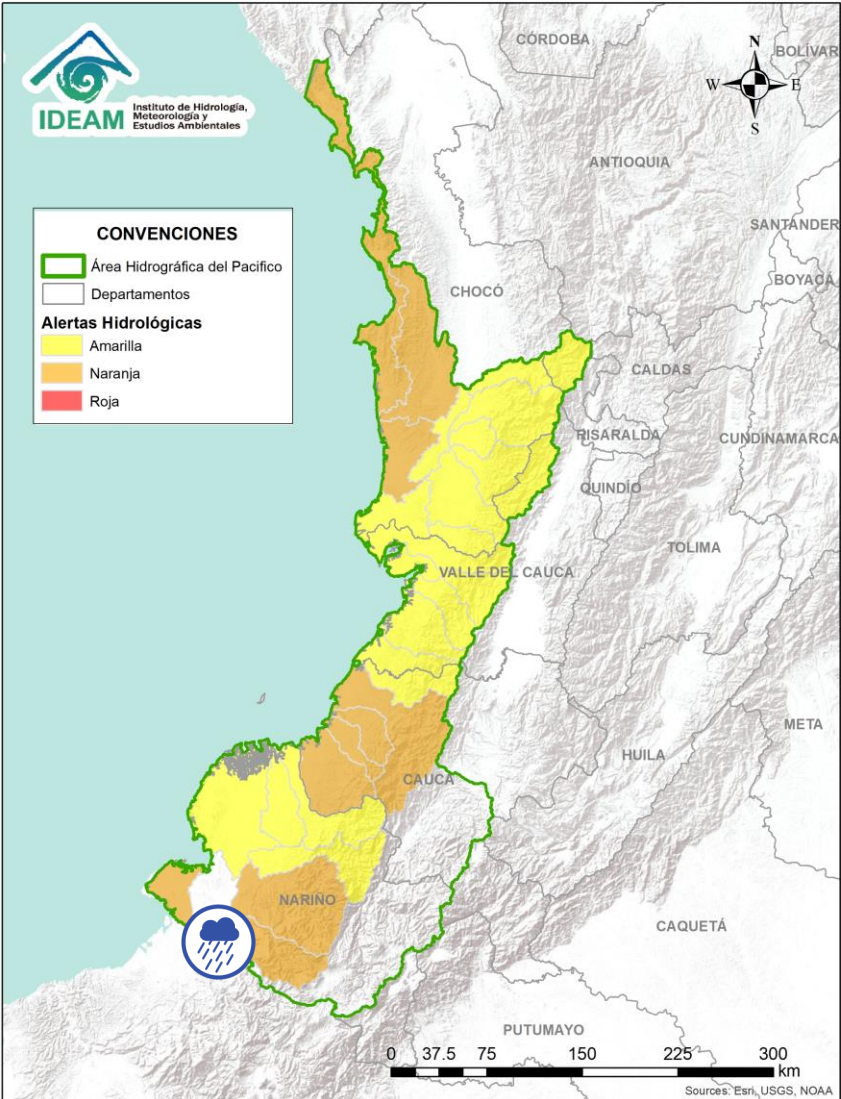 IDEAM
Instituto de Hidrología,
Meteorología y
Estudios Ambientales
CÓRDOBA
BOLÍVAR
N
W
E
S
ANTIOQUIA
SANTANDER
BOYACÁ
CHOCÓ
CALDAS
RISARALDA
CUNDINAMARCA
QUINDÍO
TOLIMA
VALLE DEL CAUCA
META
HUILA
CAUCA
NARIÑO
CAQUETÁ
PUTUMAYO
CONVENCIONES
Área Hidrográfica del Pacifico
Departamentos
Alertas Hidrológicas
Amarilla
Naranja
Roja
0 37.5 75 150 225 300
km
Sources: Esri, USGS, NOAA